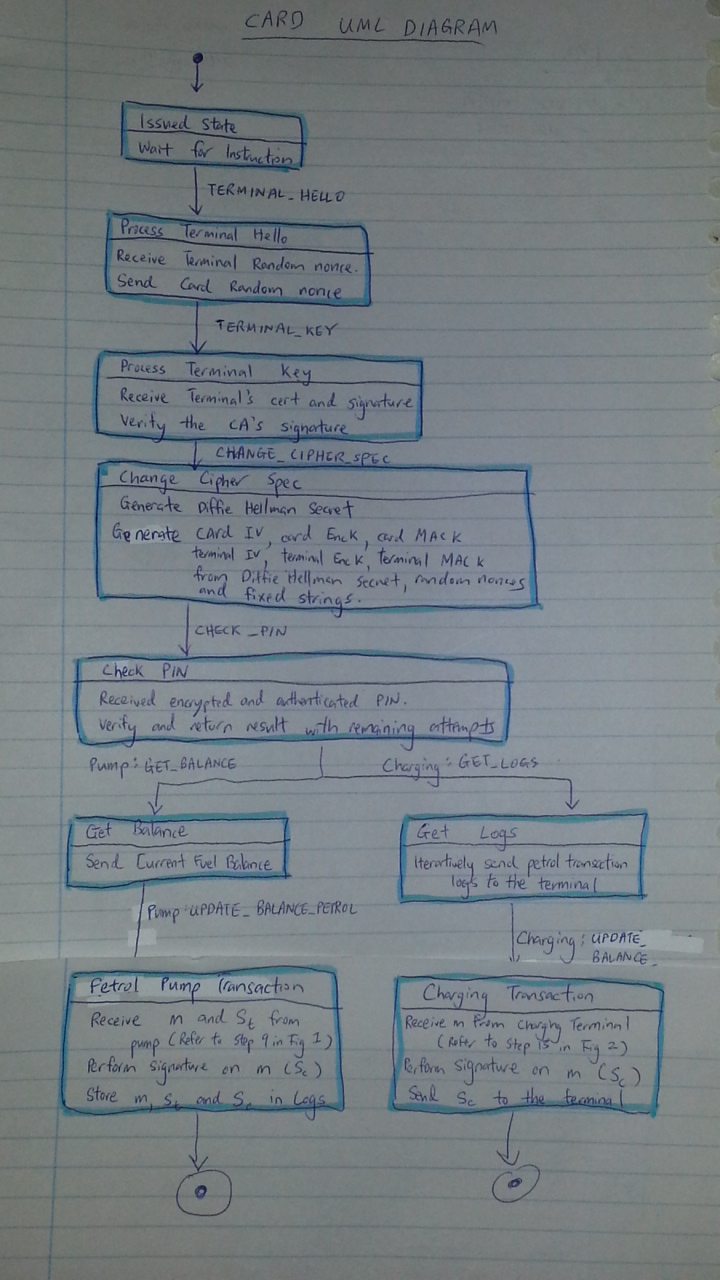 CARD UML DIAGRAM
Issued state
Wait for Instruction
TERMINAL_HELLO
Process Terminal Hello
Receive Terminal Random nonce.
Send Card Random nonce
TERMINAL_KEY
Process Terminal Key
Receive Terminal's cert and signature
Verify the CA's signature
CHANGE_CIPHER_SPEC
Change Cipher Spec
Generate Diffie Hellman Secret
Generate CARD IV, card EncK, card MACK
terminal IV, terminal EncK, Terminal MACK
from Diffie Hellman secret, random nonces
and fixed strings.
CHECK_PIN
Check PIN
Received encrypted and authenticated PIN.
Verify and return result with remaining attempts
Pump: GET_BALANCE
Charging: GET_LOGS
Get Balance
Send Current Fuel Balance
Get Logs
Iteratively send petrol transaction
logs to the terminal
Pump: UPDATE_BALANCE_PETROL
Charging: UPDATE_
BALANCE_
Petrol Pump Transaction
Receive m and St from
pump (Refer to Step 9 in Fig 1)
Perform signature on m (Sc)
Store m, St and Sc in Logs
Charging Transaction
Receive m from Charging Terminal
(Refer to Step 15 in Fig 2)
Perform signature on m (Sc)
Send Sc to the terminal